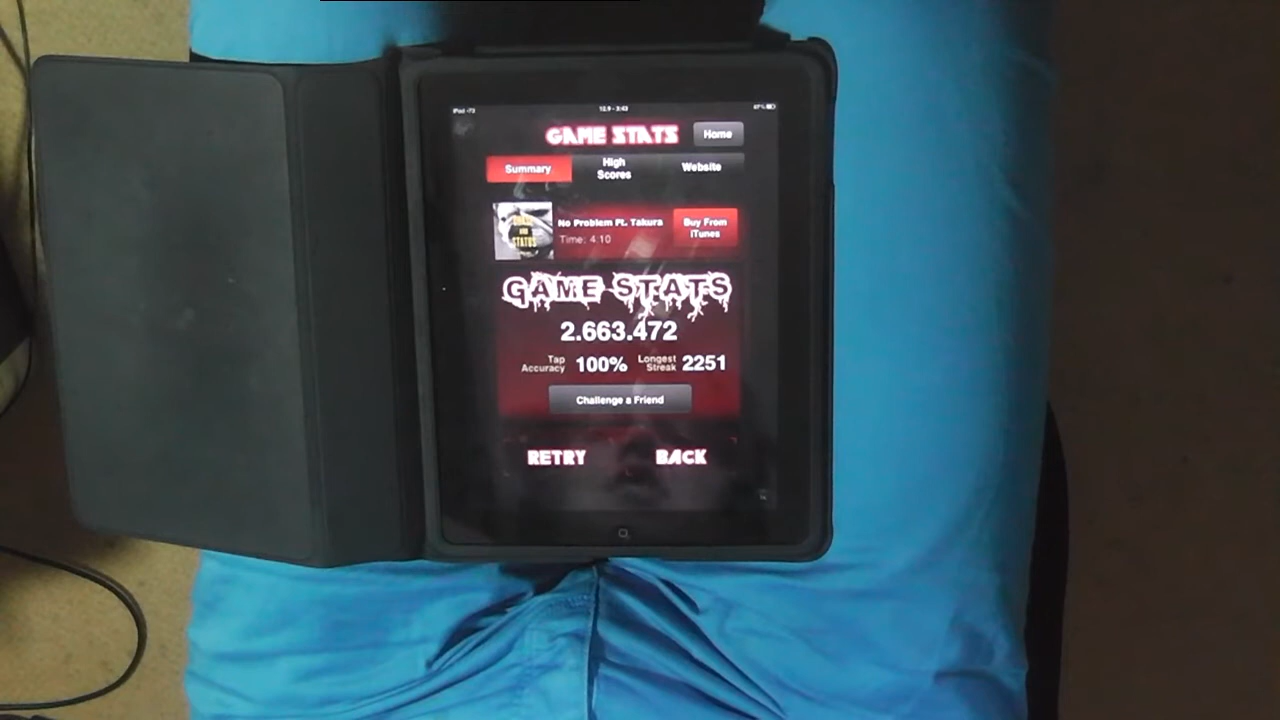 GAME STATS
Home
Summary
High
Scores
Website
No Problem Ft. Takura
Time: 4:10
Buy From
iTunes
STATUS
GAME STATS
2.663.472
Tap
Accuracy
100%
Longest
Streak
2251
Challenge a Friend
RETRY
BACK